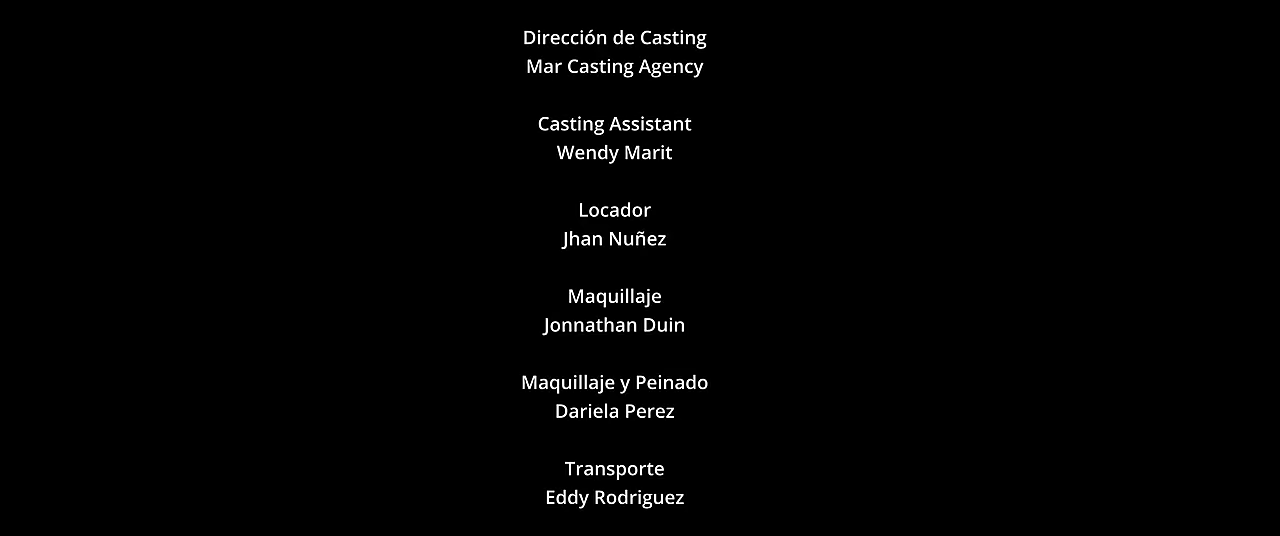 Dirección de Casting
Mar Casting Agency
Casting Assistant
Wendy Marit
Locador
Jhan Nuñez
Maquillaje
Jonnathan Duin
Maquillaje y Peinado
Dariela Perez
Transporte
Eddy Rodriguez